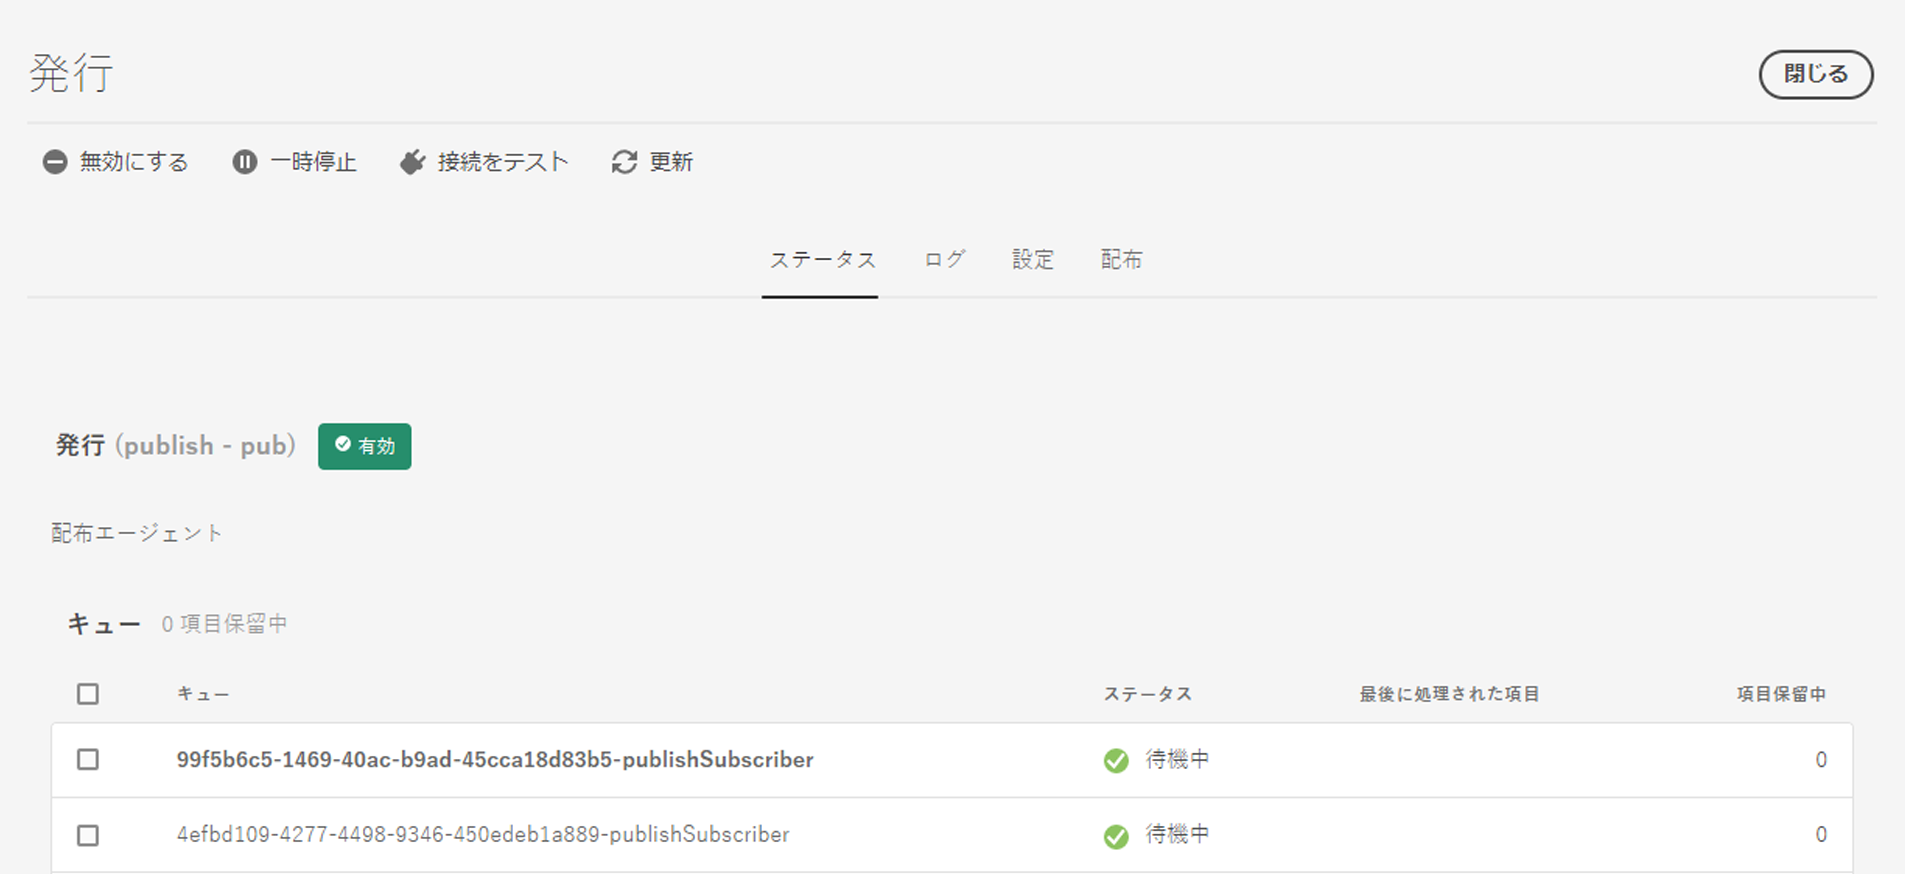 発行
閉じる
無効にする 一時停止 接続をテスト 更新
ステータス ログ 設定 配布
発行 (publish - pub) 有効
配布エージェント
キュー 0 項目保留中
キュー ステータス 最後に処理された項目 項目保留中
99f5b6c5-1469-40ac-b9ad-45cca18d83b5-publishSubscriber 待機中 0
4efbd109-4277-4498-9346-450edeb1a889-publishSubscriber 待機中 0